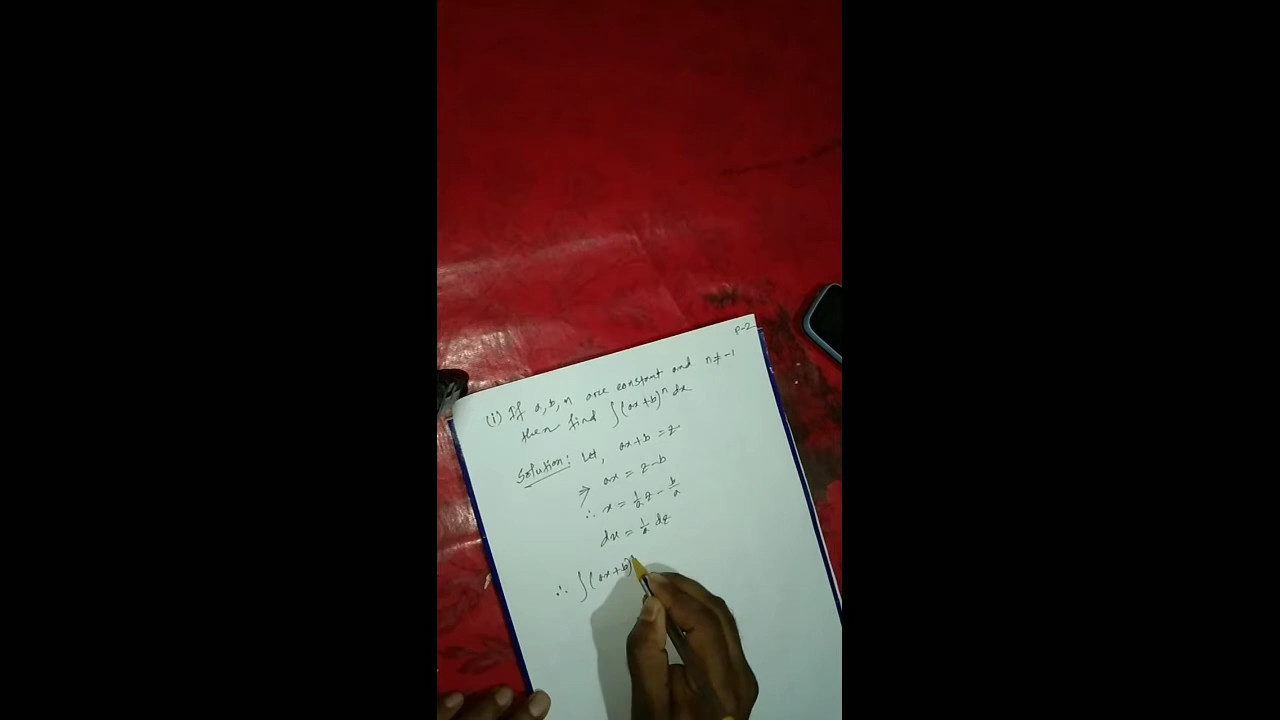 P-2
(i) If a, b, n are constant and n ≠ -1
then find ∫(ax+b)ⁿ dx
Solution: Let, ax+b = z
⇒ ax = z-b
∴ x = 1/a z - b/a
dx = 1/a dz
∴ ∫(ax+b)